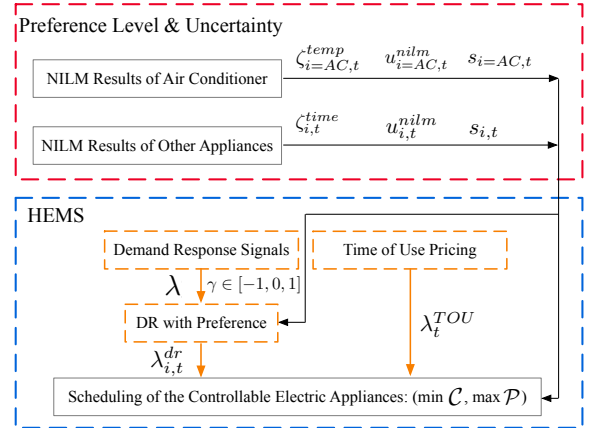 Preference Level & Uncertainty
NILM Results of Air Conditioner
ζ^{temp}_{i=AC,t} u^{nilm}_{i=AC,t} s_{i=AC,t}
NILM Results of Other Appliances
ζ^{time}_{i,t} u^{nilm}_{i,t} s_{i,t}
HEMS
Demand Response Signals
Time of Use Pricing
λ γ ∈ [−1, 0, 1]
DR with Preference
λ^{TOU}_t
λ^{dr}_{i,t}
Scheduling of the Controllable Electric Appliances: (min 𝒞, max 𝒫)